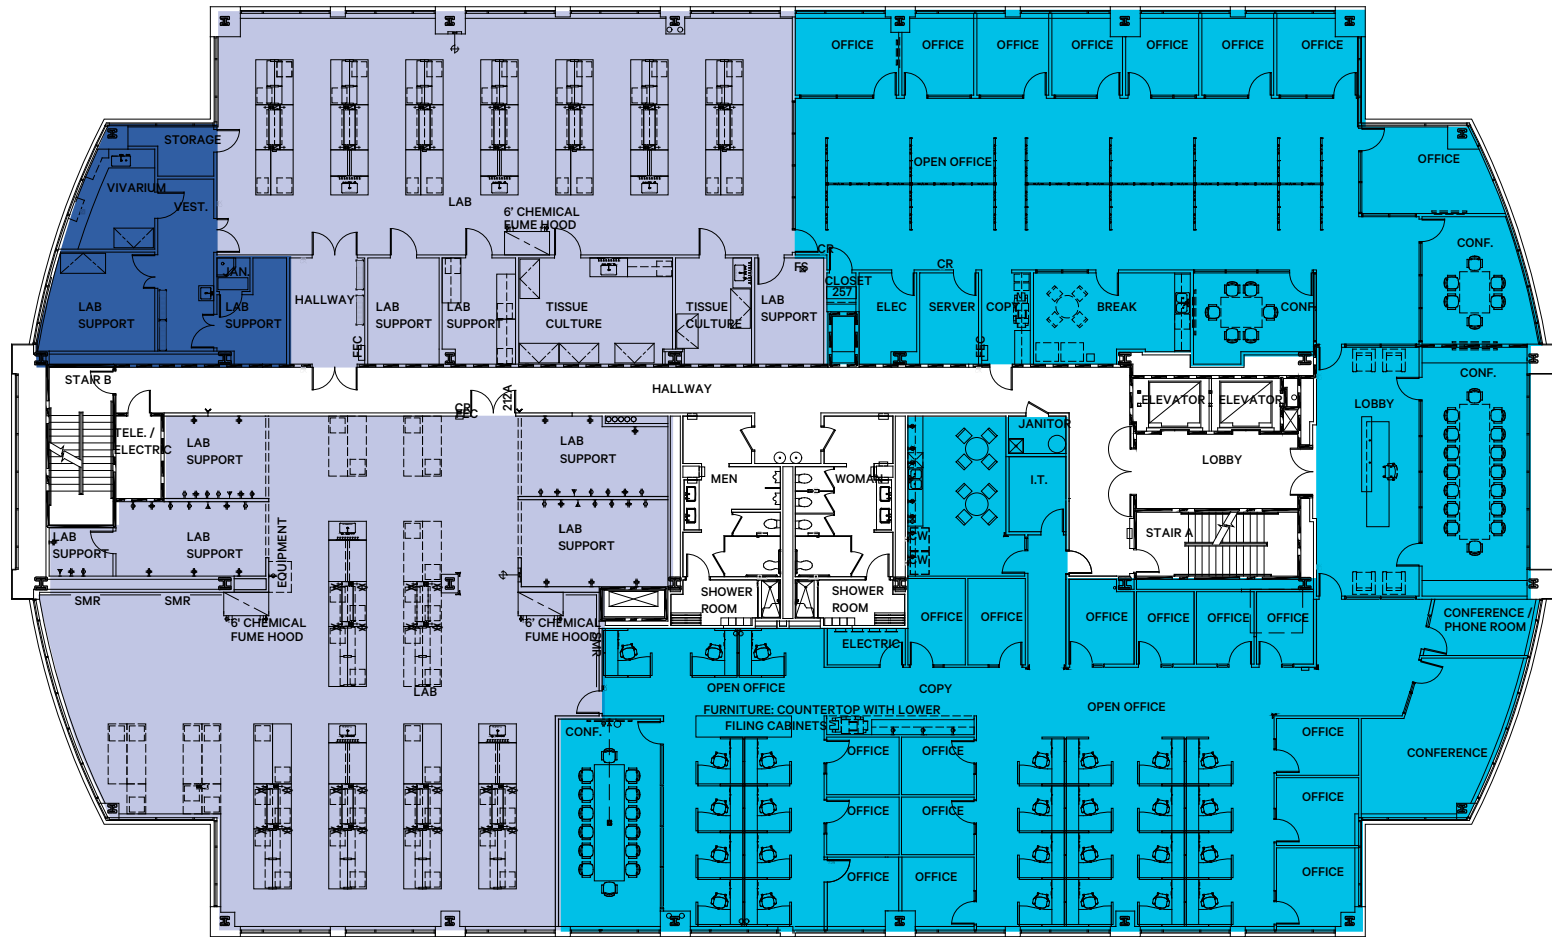 OFFICE
OFFICE
OFFICE
OFFICE
OFFICE
OFFICE
OFFICE
STORAGE
OPEN OFFICE
OFFICE
VIVARIUM
VEST.
LAB
6' CHEMICAL
FUME HOOD
CR
CONF.
CR
FS
JAN.
CLOSET
257
HALLWAY
LAB
SUPPORT
LAB
SUPPORT
LAB
SUPPORT
LAB
SUPPORT
TISSUE
CULTURE
TISSUE
CULTURE
LAB
SUPPORT
ELEC
SERVER
COPY
BREAK
CONF.
FEC
FEC
STAIR B
HALLWAY
212A
CR
FEC
ELEVATOR
ELEVATOR
LOBBY
CONF.
TELE. /
ELECTRIC
LAB
SUPPORT
LAB
SUPPORT
JANITOR
MEN
WOMAN
I.T.
LOBBY
EQUIPMENT
LAB
SUPPORT
LAB
SUPPORT
LAB
SUPPORT
W
W
STAIR A
SMR
SMR
6' CHEMICAL
FUME HOOD
6' CHEMICAL
FUME HOOD
SMR
SHOWER
ROOM
SHOWER
ROOM
OFFICE
OFFICE
OFFICE
OFFICE
OFFICE
OFFICE
CONFERENCE /
PHONE ROOM
ELECTRIC
LAB
OPEN OFFICE
COPY
OPEN OFFICE
FURNITURE: COUNTERTOP WITH LOWER
FILING CABINETS
CONF.
OFFICE
OFFICE
OFFICE
CONFERENCE
OFFICE
OFFICE
OFFICE
OFFICE
OFFICE
OFFICE